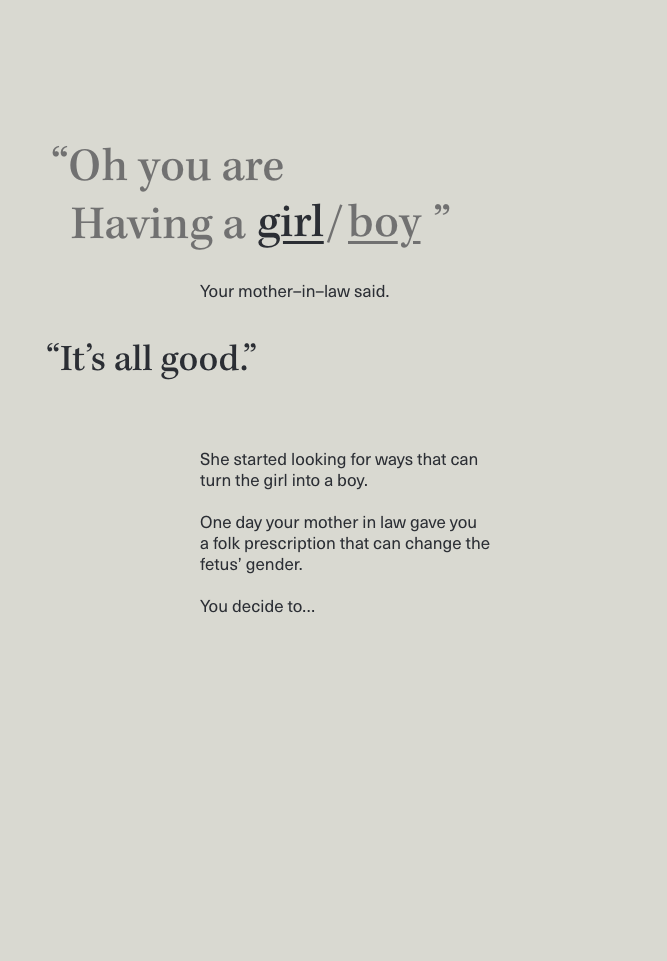 “Oh you are
Having a girl/boy ”
Your mother–in–law said.
“It’s all good.”
She started looking for ways that can
turn the girl into a boy.
One day your mother in law gave you
a folk prescription that can change the
fetus’ gender.
You decide to...